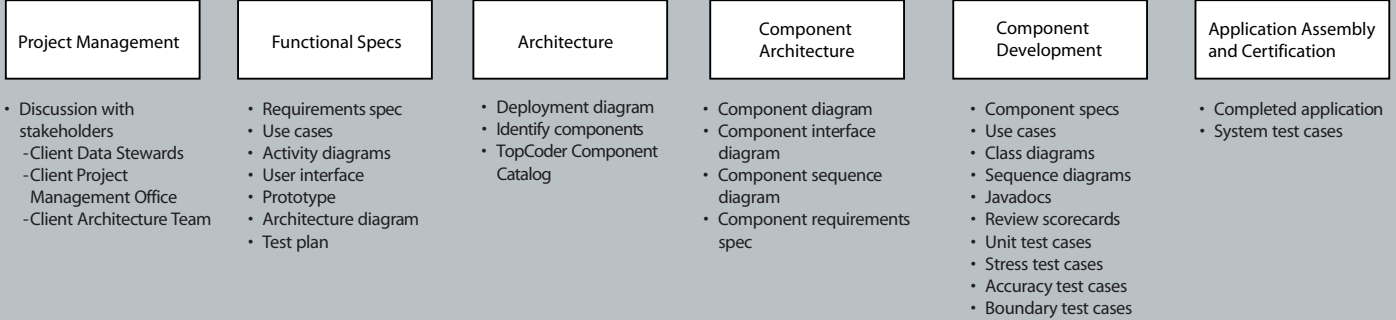 Project Management
• Discussion with
stakeholders
-Client Data Stewards
-Client Project
Management Office
-Client Architecture Team
Functional Specs
• Requirements spec
• Use cases
• Activity diagrams
• User interface
• Prototype
• Architecture diagram
• Test plan
Architecture
• Deployment diagram
• Identify components
• TopCoder Component
Catalog
Component
Architecture
• Component diagram
• Component interface
diagram
• Component sequence
diagram
• Component requirements
spec
Component
Development
• Component specs
• Use cases
• Class diagrams
• Sequence diagrams
• Javadocs
• Review scorecards
• Unit test cases
• Stress test cases
• Accuracy test cases
• Boundary test cases
Application Assembly
and Certification
• Completed application
• System test cases